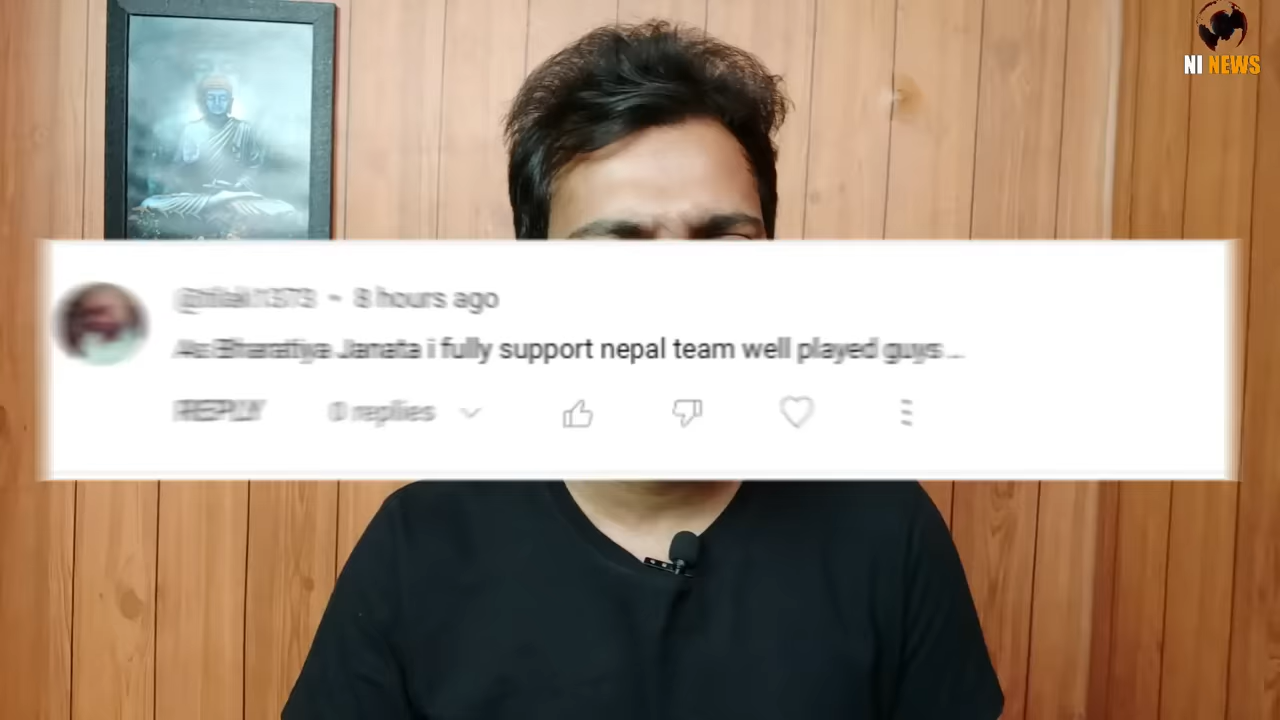 NI NEWS
8 hours ago
As Bharatiya Janata i fully support nepal team well played guys...
REPLY 0 replies